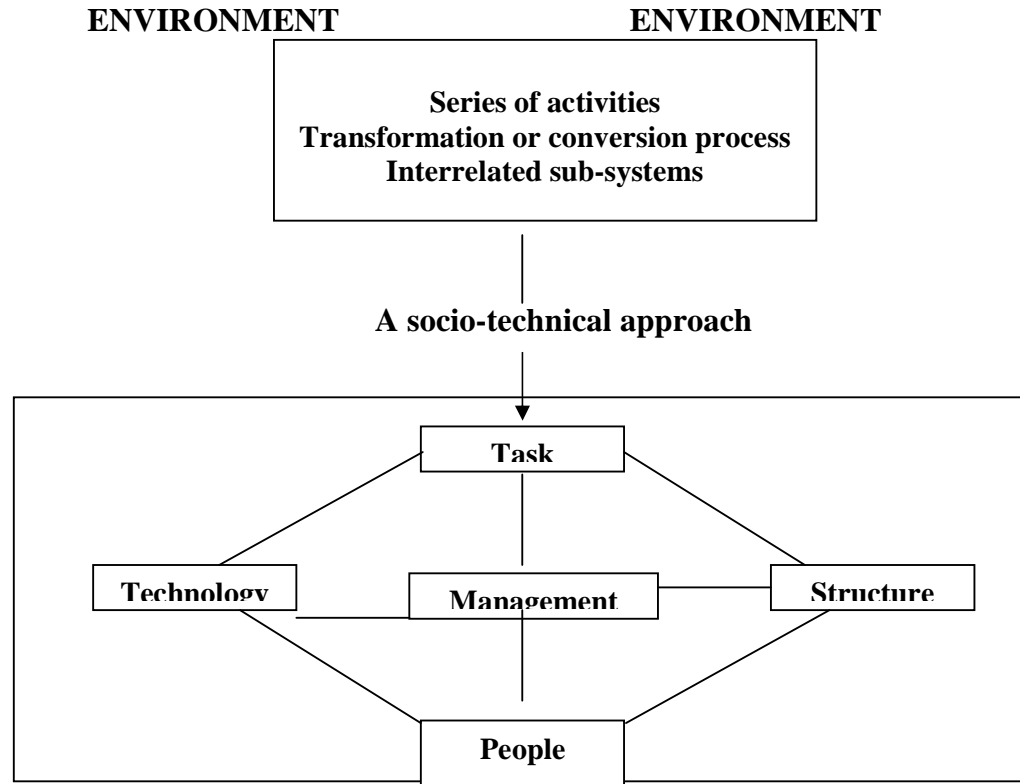 ENVIRONMENT ENVIRONMENT
Series of activities
Transformation or conversion process
Interrelated sub-systems
A socio-technical approach
Task
Technology Management Structure
People